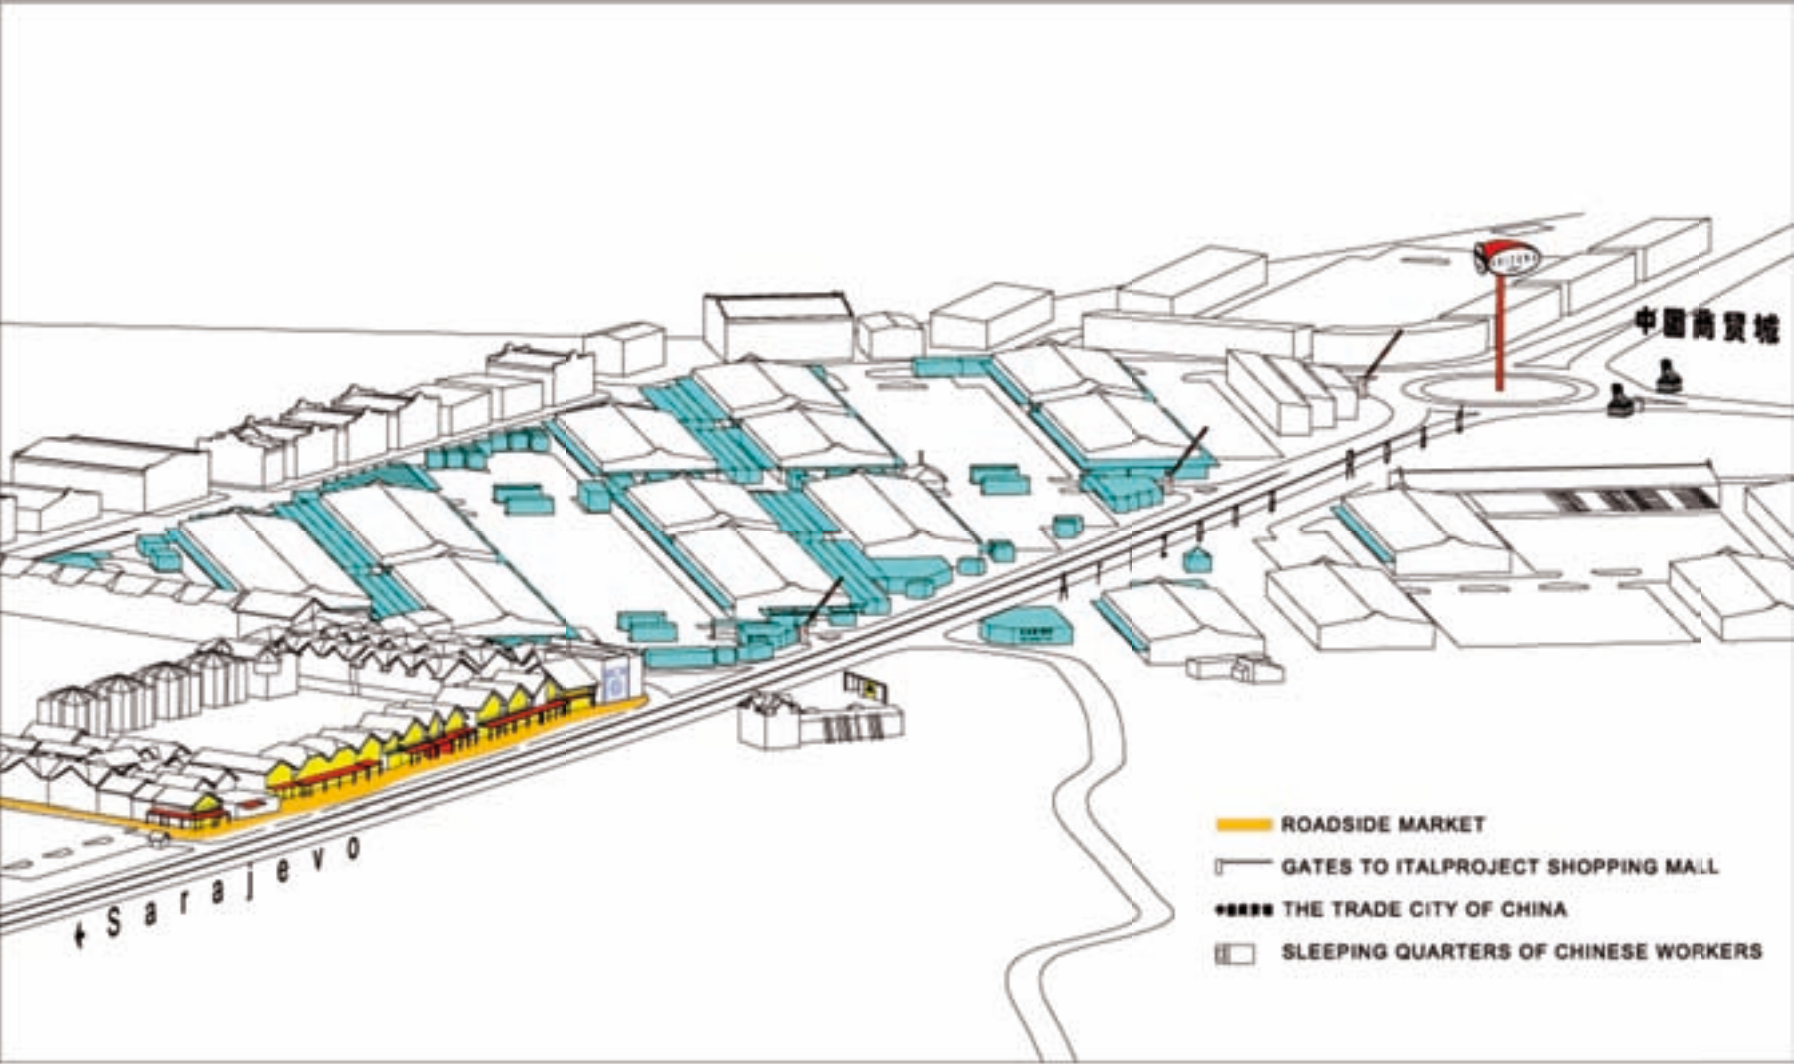 中國商贸城
Sarajevo
ROADSIDE MARKET
GATES TO ITALPROJECT SHOPPING MALL
THE TRADE CITY OF CHINA
SLEEPING QUARTERS OF CHINESE WORKERS